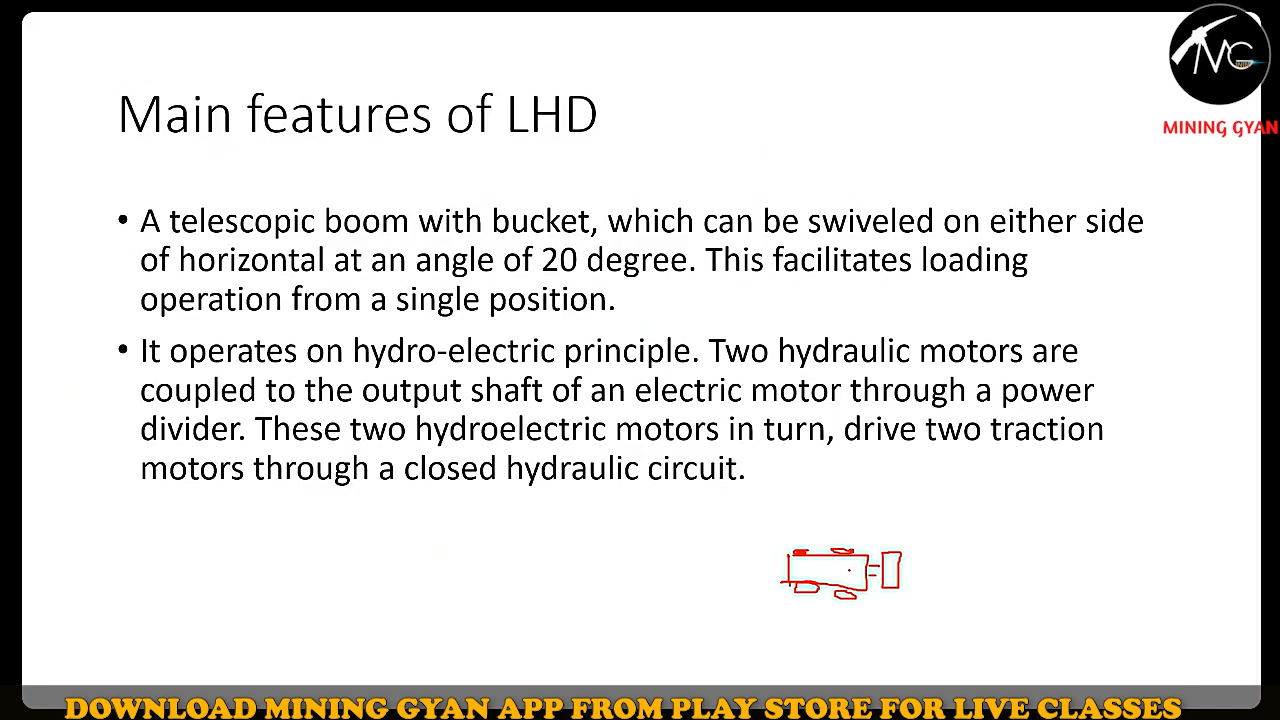 MG
MINING GYAN
Main features of LHD
• A telescopic boom with bucket, which can be swiveled on either side
of horizontal at an angle of 20 degree. This facilitates loading
operation from a single position.
• It operates on hydro-electric principle. Two hydraulic motors are
coupled to the output shaft of an electric motor through a power
divider. These two hydroelectric motors in turn, drive two traction
motors through a closed hydraulic circuit.
DOWNLOAD MINING GYAN APP FROM PLAY STORE FOR LIVE CLASSES